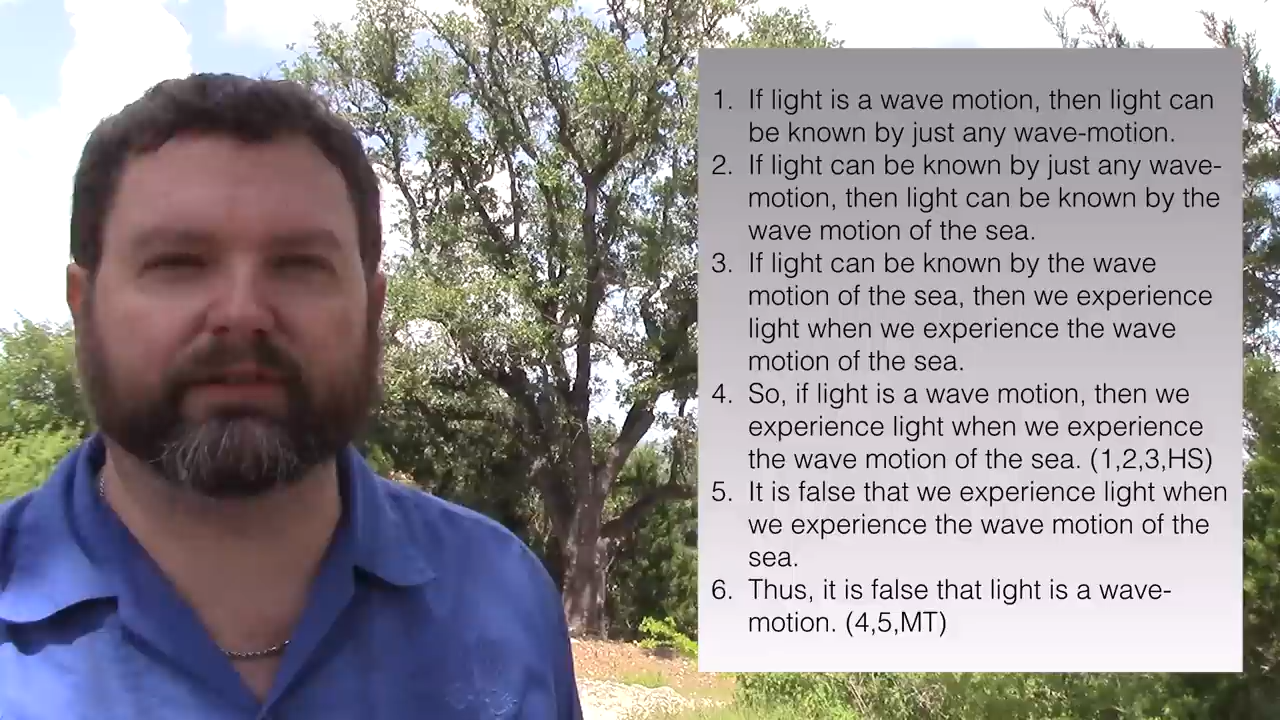 1. If light is a wave motion, then light can
be known by just any wave-motion.
2. If light can be known by just any wave-
motion, then light can be known by the
wave motion of the sea.
3. If light can be known by the wave
motion of the sea, then we experience
light when we experience the wave
motion of the sea.
4. So, if light is a wave motion, then we
experience light when we experience
the wave motion of the sea. (1,2,3,HS)
5. It is false that we experience light when
we experience the wave motion of the
sea.
6. Thus, it is false that light is a wave-
motion. (4,5,MT)